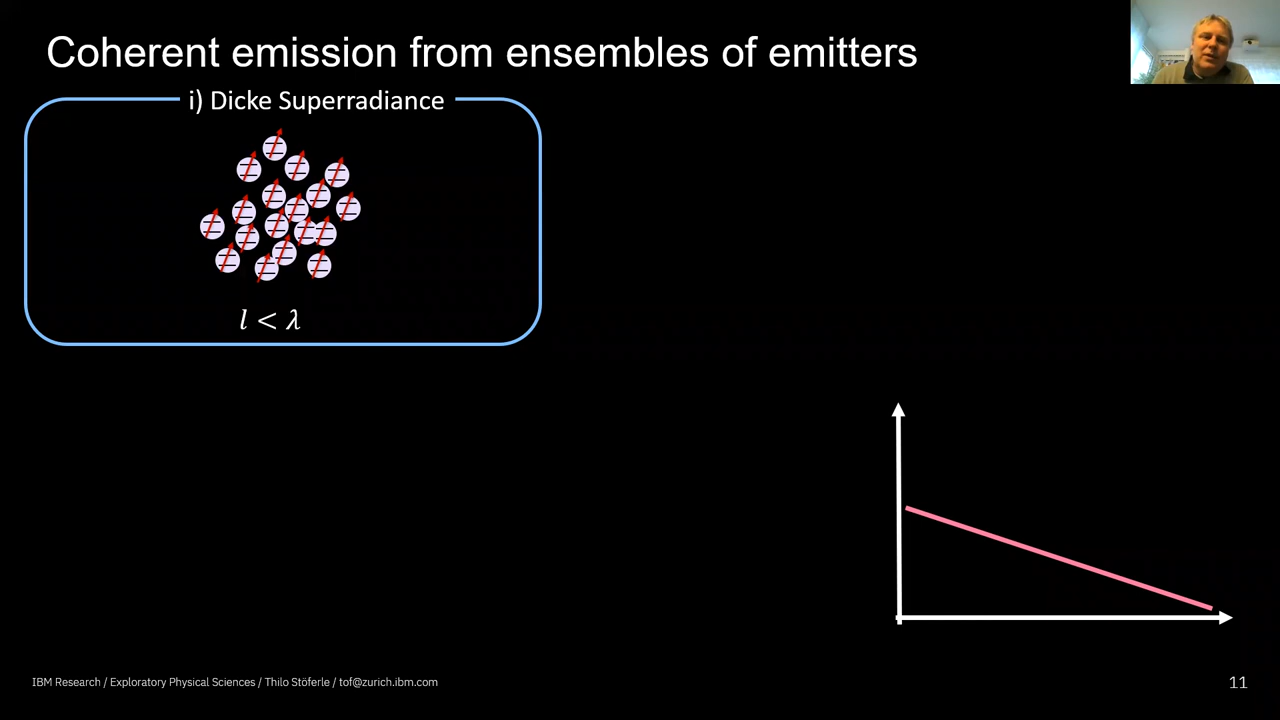 Coherent emission from ensembles of emitters
i) Dicke Superradiance
l < λ
IBM Research / Exploratory Physical Sciences / Thilo Stöferle / tof@zurich.ibm.com
11